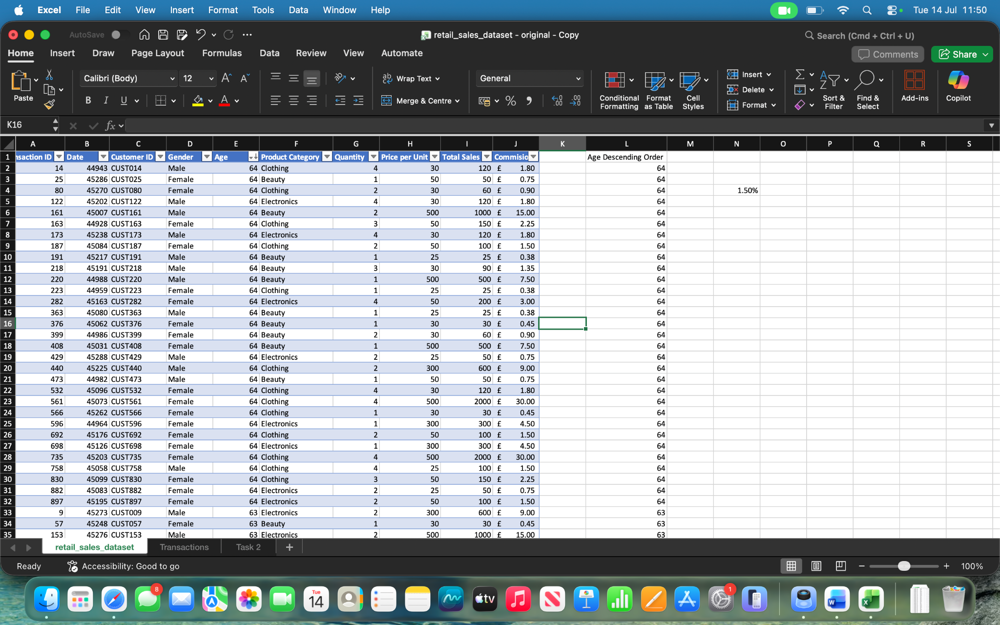 Excel File Edit View Insert Format Tools Data Window Help Tue 14 Jul 11:50
AutoSave retail_sales_dataset - original - Copy Search (Cmd + Ctrl + U)
Home Insert Draw Page Layout Formulas Data Review View Automate Comments Share
Paste Calibri (Body) 12 Wrap Text General Conditional Formatting Format as Table Cell Styles Insert Sort & Filter Find & Select Add-ins Copilot
B I U Merge & Centre Delete
Format
K16 fx
A B C D E F G H I J K L M N O P Q R S
1 nsaction ID Date Customer ID Gender Age Product Category Quantity Price per Unit Total Sales Commisio Age Descending Order
2 14 44943 CUST014 Male 64 Clothing 4 30 120 £ 1.80 64
3 25 45286 CUST025 Female 64 Beauty 1 50 50 £ 0.75 64
4 80 45270 CUST080 Female 64 Clothing 2 30 60 £ 0.90 64 1.50%
5 122 45202 CUST122 Male 64 Electronics 4 30 120 £ 1.80 64
6 161 45007 CUST161 Male 64 Beauty 2 500 1000 £ 15.00 64
7 163 44928 CUST163 Female 64 Clothing 3 50 150 £ 2.25 64
8 173 45238 CUST173 Male 64 Electronics 4 30 120 £ 1.80 64
9 187 45084 CUST187 Female 64 Clothing 2 50 100 £ 1.50 64
10 191 45217 CUST191 Male 64 Beauty 1 25 25 £ 0.38 64
11 218 45191 CUST218 Male 64 Beauty 3 30 90 £ 1.35 64
12 220 44988 CUST220 Male 64 Beauty 1 500 500 £ 7.50 64
13 223 44959 CUST223 Female 64 Clothing 1 25 25 £ 0.38 64
14 282 45163 CUST282 Female 64 Electronics 4 50 200 £ 3.00 64
15 363 45080 CUST363 Male 64 Beauty 1 25 25 £ 0.38 64
16 376 45062 CUST376 Female 64 Beauty 1 30 30 £ 0.45 64
17 399 44986 CUST399 Female 64 Beauty 2 30 60 £ 0.90 64
18 408 45031 CUST408 Female 64 Beauty 1 500 500 £ 7.50 64
19 429 45288 CUST429 Male 64 Electronics 2 25 50 £ 0.75 64
20 440 45225 CUST440 Male 64 Clothing 2 300 600 £ 9.00 64
21 473 44982 CUST473 Male 64 Beauty 1 50 50 £ 0.75 64
22 532 45096 CUST532 Female 64 Clothing 4 30 120 £ 1.80 64
23 561 45073 CUST561 Female 64 Clothing 4 500 2000 £ 30.00 64
24 566 45262 CUST566 Female 64 Clothing 1 30 30 £ 0.45 64
25 596 44964 CUST596 Female 64 Electronics 1 300 300 £ 4.50 64
26 692 45176 CUST692 Female 64 Clothing 2 50 100 £ 1.50 64
27 698 45126 CUST698 Female 64 Electronics 1 300 300 £ 4.50 64
28 735 45203 CUST735 Female 64 Clothing 4 500 2000 £ 30.00 64
29 758 45058 CUST758 Male 64 Clothing 4 25 100 £ 1.50 64
30 830 45099 CUST830 Female 64 Clothing 3 50 150 £ 2.25 64
31 882 45083 CUST882 Female 64 Electronics 2 25 50 £ 0.75 64
32 897 45195 CUST897 Female 64 Electronics 2 50 100 £ 1.50 64
33 9 45273 CUST009 Male 63 Electronics 2 300 600 £ 9.00 63
34 57 45248 CUST057 Female 63 Beauty 1 30 30 £ 0.45 63
35 153 45276 CUST153 Male 63 Electronics 2 500 1000 £ 15.00 63
retail_sales_dataset Transactions Task 2 +
Ready Accessibility: Good to go 100%
8 Tue 14 tv 1 W X